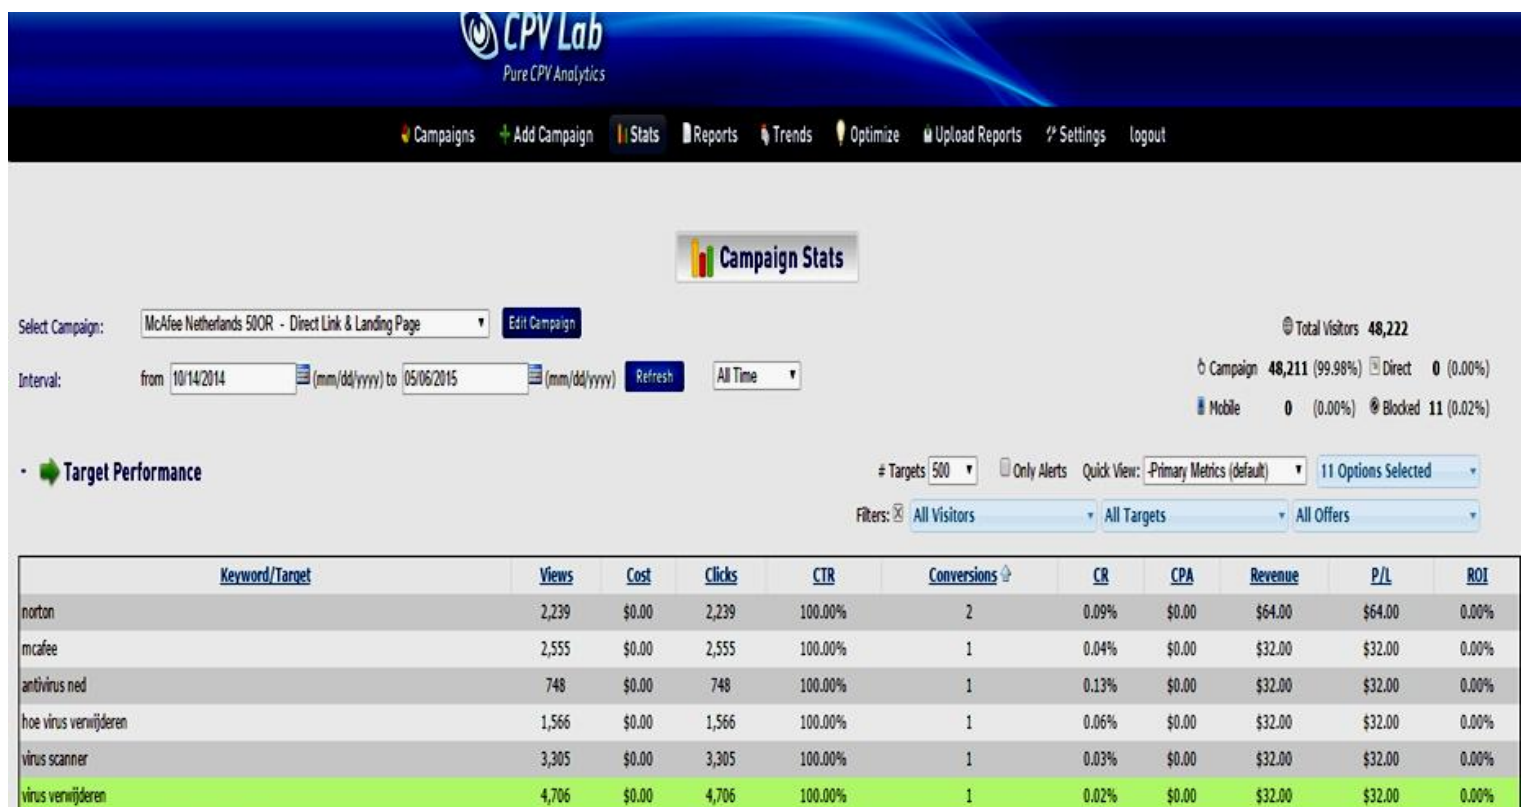 CPV Lab
Pure CPV Analytics
Campaigns Add Campaign Stats Reports Trends Optimize Upload Reports Settings logout
Campaign Stats
Select Campaign: McAfee Netherlands 50OR - Direct Link & Landing Page Edit Campaign
Total Visitors 48,222
Interval: from 10/14/2014 (mm/dd/yyyy) to 05/06/2015 (mm/dd/yyyy) Refresh All Time
Campaign 48,211 (99.98%) Direct 0 (0.00%)
Mobile 0 (0.00%) Blocked 11 (0.02%)
- Target Performance
# Targets 500 Only Alerts Quick View: -Primary Metrics (default) 11 Options Selected
Filters: All Visitors All Targets All Offers
Keyword/Target Views Cost Clicks CTR Conversions CR CPA Revenue P/L ROI
norton 2,239 $0.00 2,239 100.00% 2 0.09% $0.00 $64.00 $64.00 0.00%
mcafee 2,555 $0.00 2,555 100.00% 1 0.04% $0.00 $32.00 $32.00 0.00%
antivirus ned 748 $0.00 748 100.00% 1 0.13% $0.00 $32.00 $32.00 0.00%
hoe virus verwijderen 1,566 $0.00 1,566 100.00% 1 0.06% $0.00 $32.00 $32.00 0.00%
virus scanner 3,305 $0.00 3,305 100.00% 1 0.03% $0.00 $32.00 $32.00 0.00%
virus verwijderen 4,706 $0.00 4,706 100.00% 1 0.02% $0.00 $32.00 $32.00 0.00%